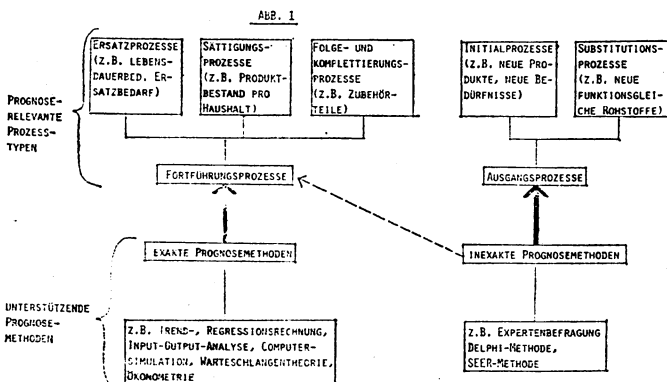 ABB. 1
ERSATZPROZESSE
(Z.B. LEBENS-
DAUERBED. ER-
SATZBEDARF)
SÄTTIGUNGS-
PROZESSE
(Z.B. PRODUKT-
BESTAND PRO
HAUSHALT)
FOLGE- UND
KOMPLETTIERUNGS-
PROZESSE
(Z.B. ZUBEHÖR-
TEILE)
INITIALPROZESSE
(Z.B. NEUE PRO-
DUKTE, NEUE BE-
DÜRFNISSE)
SUBSTITUTIONS-
PROZESSE
(Z.B. NEUE
FUNKTIONSGLEI-
CHE ROHSTOFFE)
PROGNOSE-
RELEVANTE
PROZESS-
TYPEN
FORTFÜHRUNGSPROZESSE
AUSGANGSPROZESSE
EXAKTE PROGNOSEMETHODEN
INEXAKTE PROGNOSEMETHODEN
UNTERSTÜTZENDE
PROGNOSE-
METHODEN
Z.B. TREND-, REGRESSIONSRECHNUNG,
INPUT-OUTPUT-ANALYSE, COMPUTER-
SIMULATION, WARTESCHLANGENTHEORIE,
ÖKONOMETRIE
Z.B. EXPERTENBEFRAGUNG
DELPHI-METHODE,
SEER-METHODE